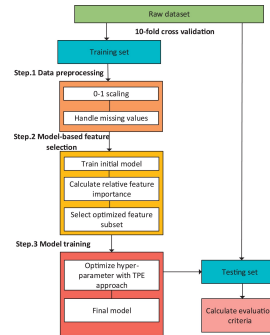 Raw dataset
10-fold cross validation
Training set
Step.1 Data preprocessing
0-1 scaling
Handle missing values
Step.2 Model-based feature
selection
Train initial model
Calculate relative feature
importance
Select optimized feature
subset
Step.3 Model training
Optimize hyper-
parameter with TPE
approach
Final model
Testing set
Calculate evaluation
criteria